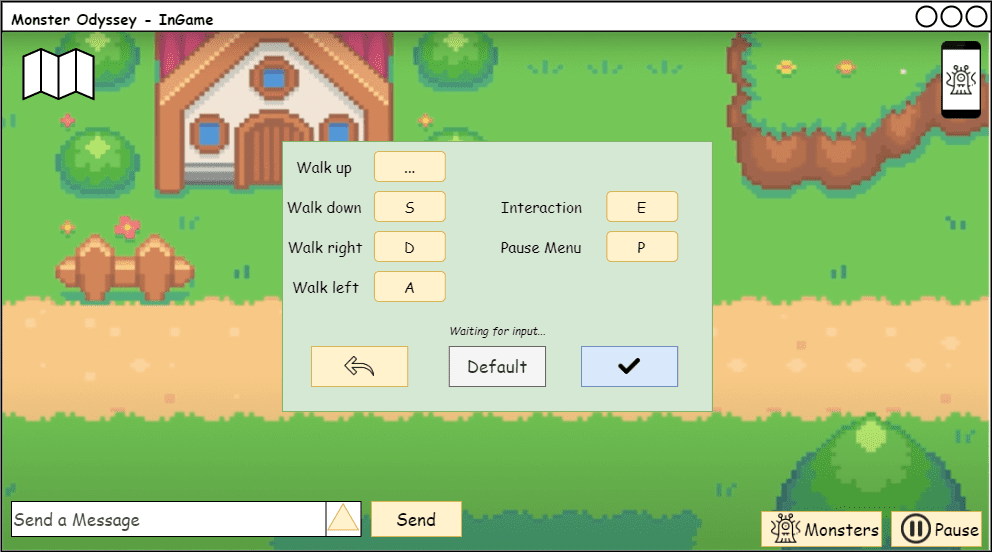 Monster Odyssey - InGame
Walk up ...
Walk down S Interaction E
Walk right D Pause Menu P
Walk left A
Waiting for input...
Default
Send a Message Send
Monsters Pause